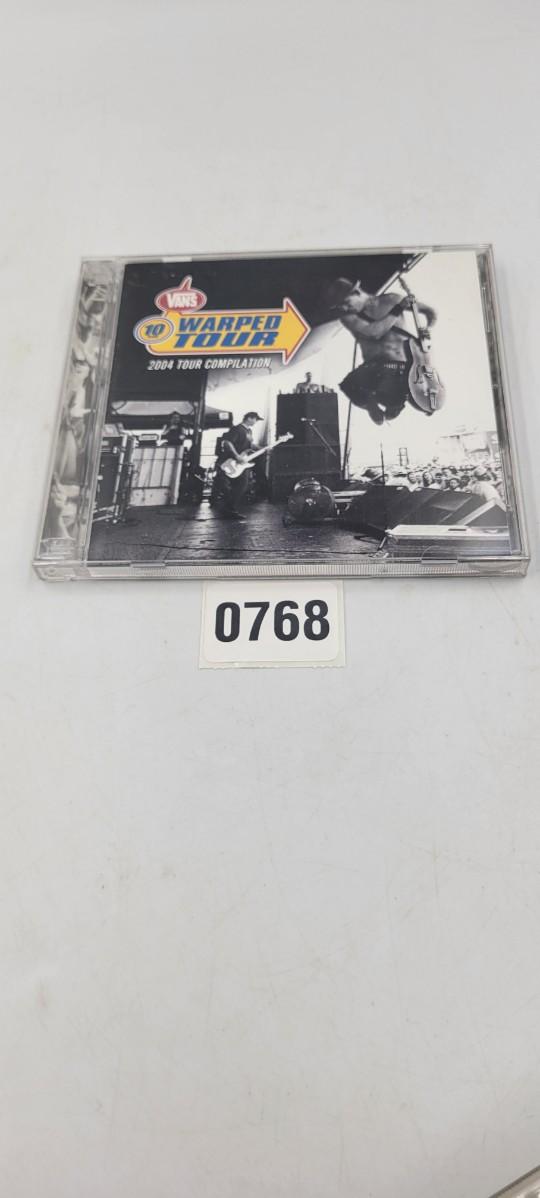 VANS
10 WARPED
TOUR
2004 TOUR COMPILATION
0768